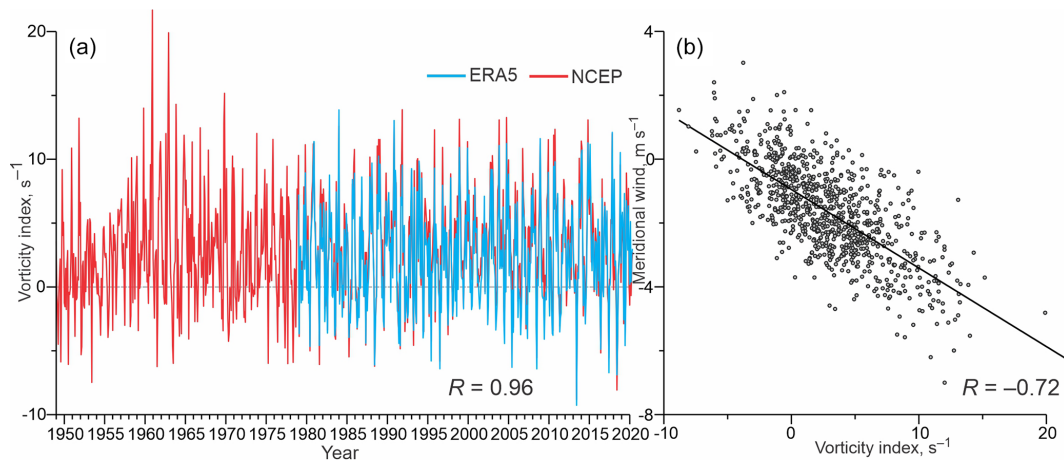 (a)
20
10
0
-10
Vorticity index, s⁻¹
ERA5 NCEP
R = 0.96
1950 1955 1960 1965 1970 1975 1980 1985 1990 1995 2000 2005 2010 2015 2020
Year
(b)
4
0
-4
-8
Meridional wind, m s⁻¹
R = –0.72
-10 0 10 20
Vorticity index, s⁻¹